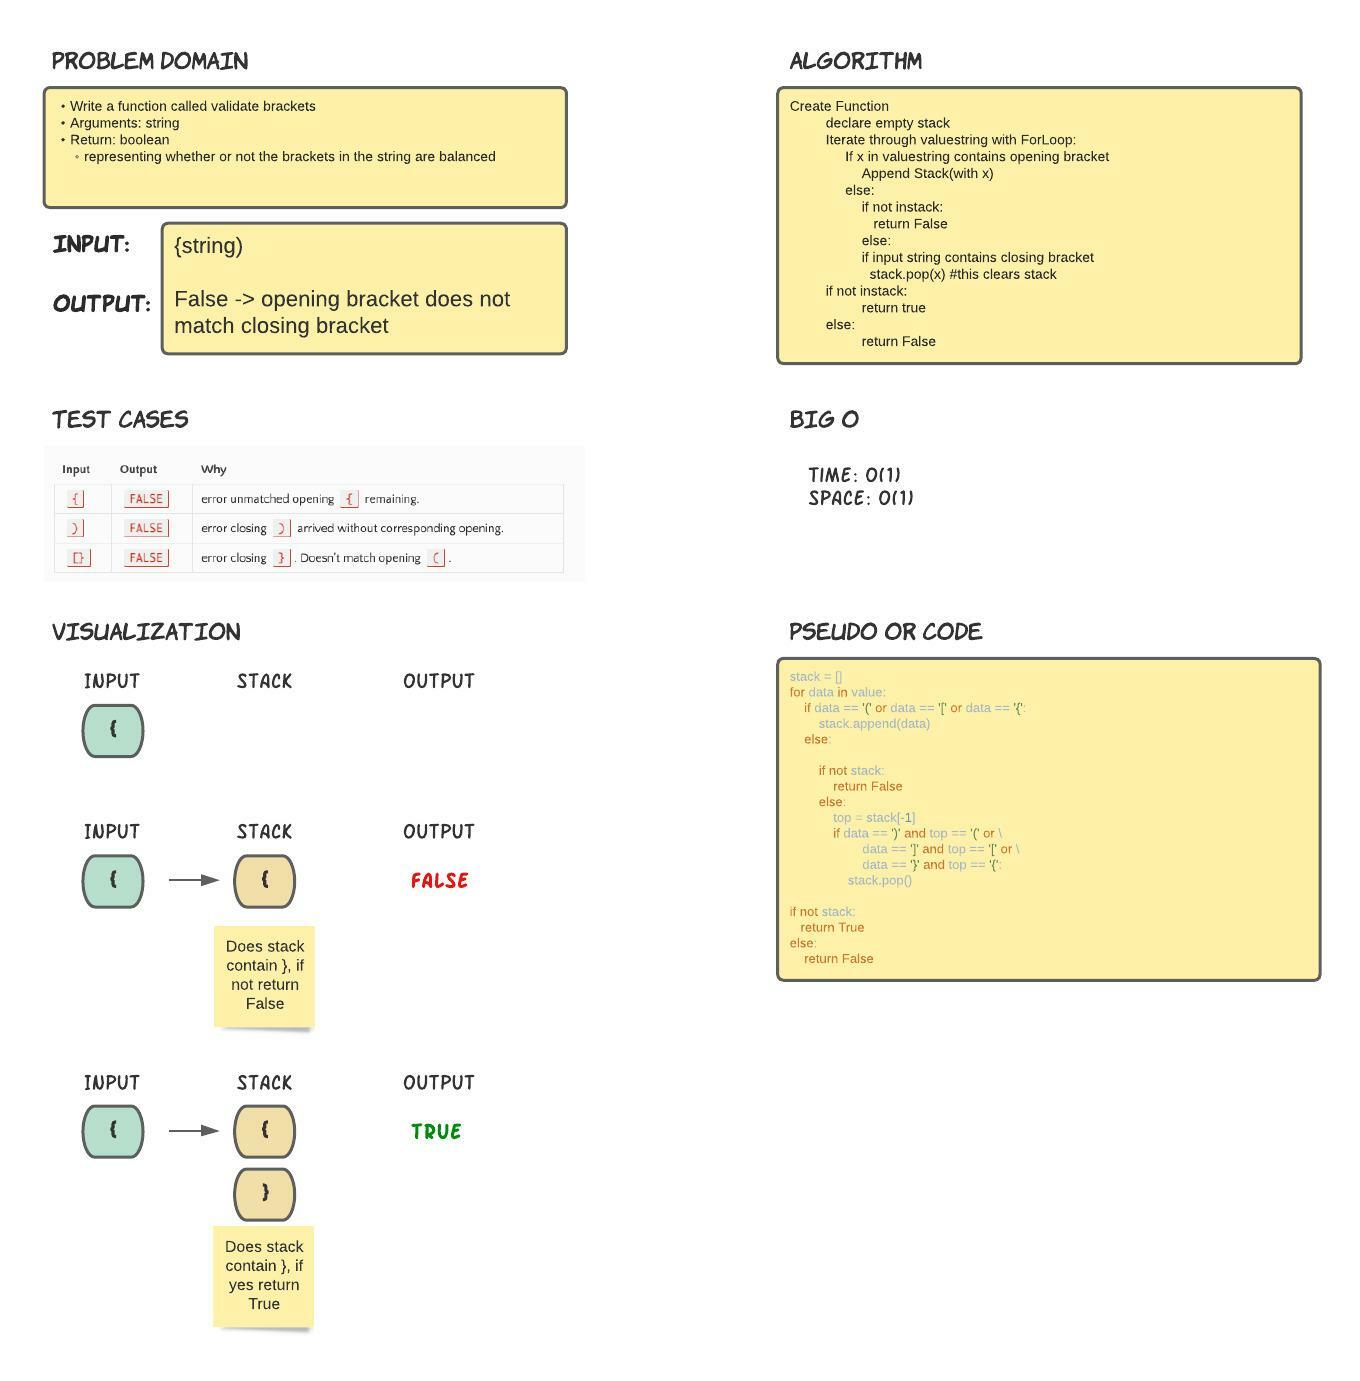 PROBLEM DOMAIN
• Write a function called validate brackets
• Arguments: string
• Return: boolean
◦ representing whether or not the brackets in the string are balanced
INPUT:
{string)
OUTPUT:
False -> opening bracket does not
match closing bracket
TEST CASES
Input Output Why
{ FALSE error unmatched opening { remaining.
) FALSE error closing ) arrived without corresponding opening.
[} FALSE error closing } . Doesn't match opening ( .
VISUALIZATION
INPUT STACK OUTPUT
{
INPUT STACK OUTPUT
{ { FALSE
Does stack
contain }, if
not return
False
INPUT STACK OUTPUT
{ { TRUE
}
Does stack
contain }, if
yes return
True
ALGORITHM
Create Function
declare empty stack
Iterate through valuestring with ForLoop:
If x in valuestring contains opening bracket
Append Stack(with x)
else:
if not instack:
return False
else:
if input string contains closing bracket
stack.pop(x) #this clears stack
if not instack:
return true
else:
return False
BIG O
TIME: O(1)
SPACE: O(1)
PSEUDO OR CODE
stack = []
for data in value:
if data == '(' or data == '[' or data == '{':
stack.append(data)
else:
if not stack:
return False
else:
top = stack[-1]
if data == ')' and top == '(' or \
data == ']' and top == '[' or \
data == '}' and top == '{':
stack.pop()
if not stack:
return True
else:
return False